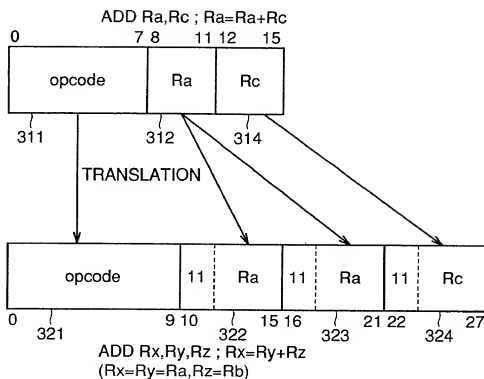 ADD Ra,Rc ; Ra=Ra+Rc
0 7 8 11 12 15
opcode Ra Rc
311 312 314
TRANSLATION
opcode 11 Ra 11 Ra 11 Rc
0 9 10 15 16 21 22 27
321 322 323 324
ADD Rx,Ry,Rz ; Rx=Ry+Rz
(Rx=Ry=Ra,Rz=Rb)